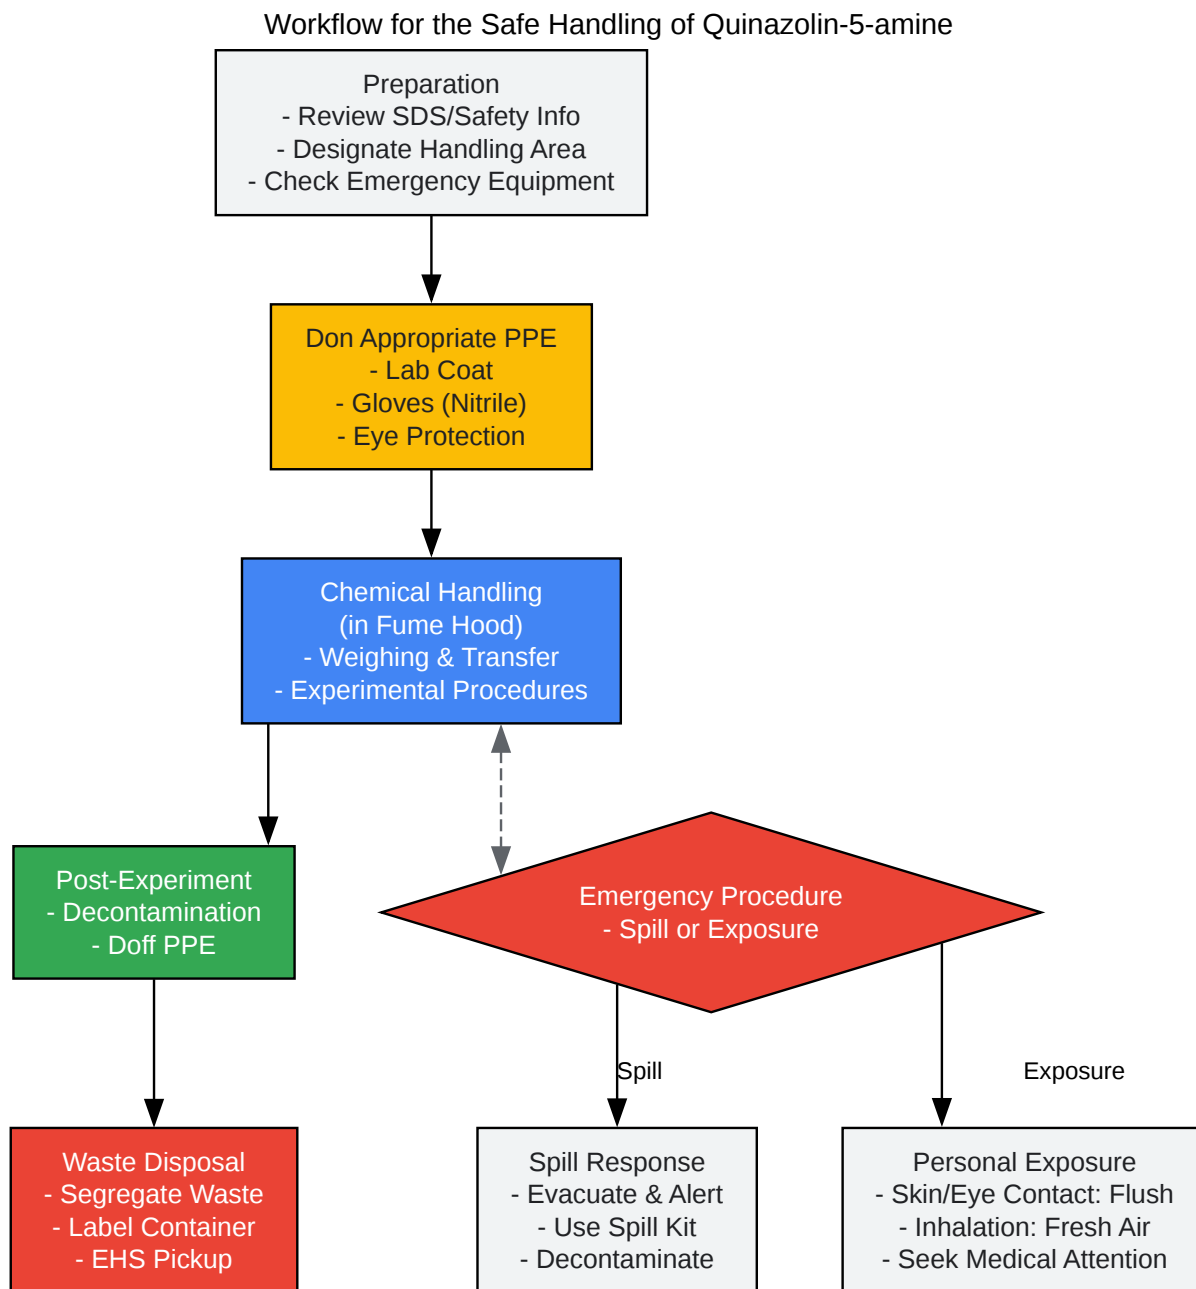 Workflow for the Safe Handling of Quinazolin-5-amine
Preparation
- Review SDS/Safety Info
- Designate Handling Area
- Check Emergency Equipment
Don Appropriate PPE
- Lab Coat
- Gloves (Nitrile)
- Eye Protection
Chemical Handling
(in Fume Hood)
- Weighing & Transfer
- Experimental Procedures
Post-Experiment
- Decontamination
- Doff PPE
Emergency Procedure
- Spill or Exposure
Spill
Exposure
Waste Disposal
- Segregate Waste
- Label Container
- EHS Pickup
Spill Response
- Evacuate & Alert
- Use Spill Kit
- Decontaminate
Personal Exposure
- Skin/Eye Contact: Flush
- Inhalation: Fresh Air
- Seek Medical Attention